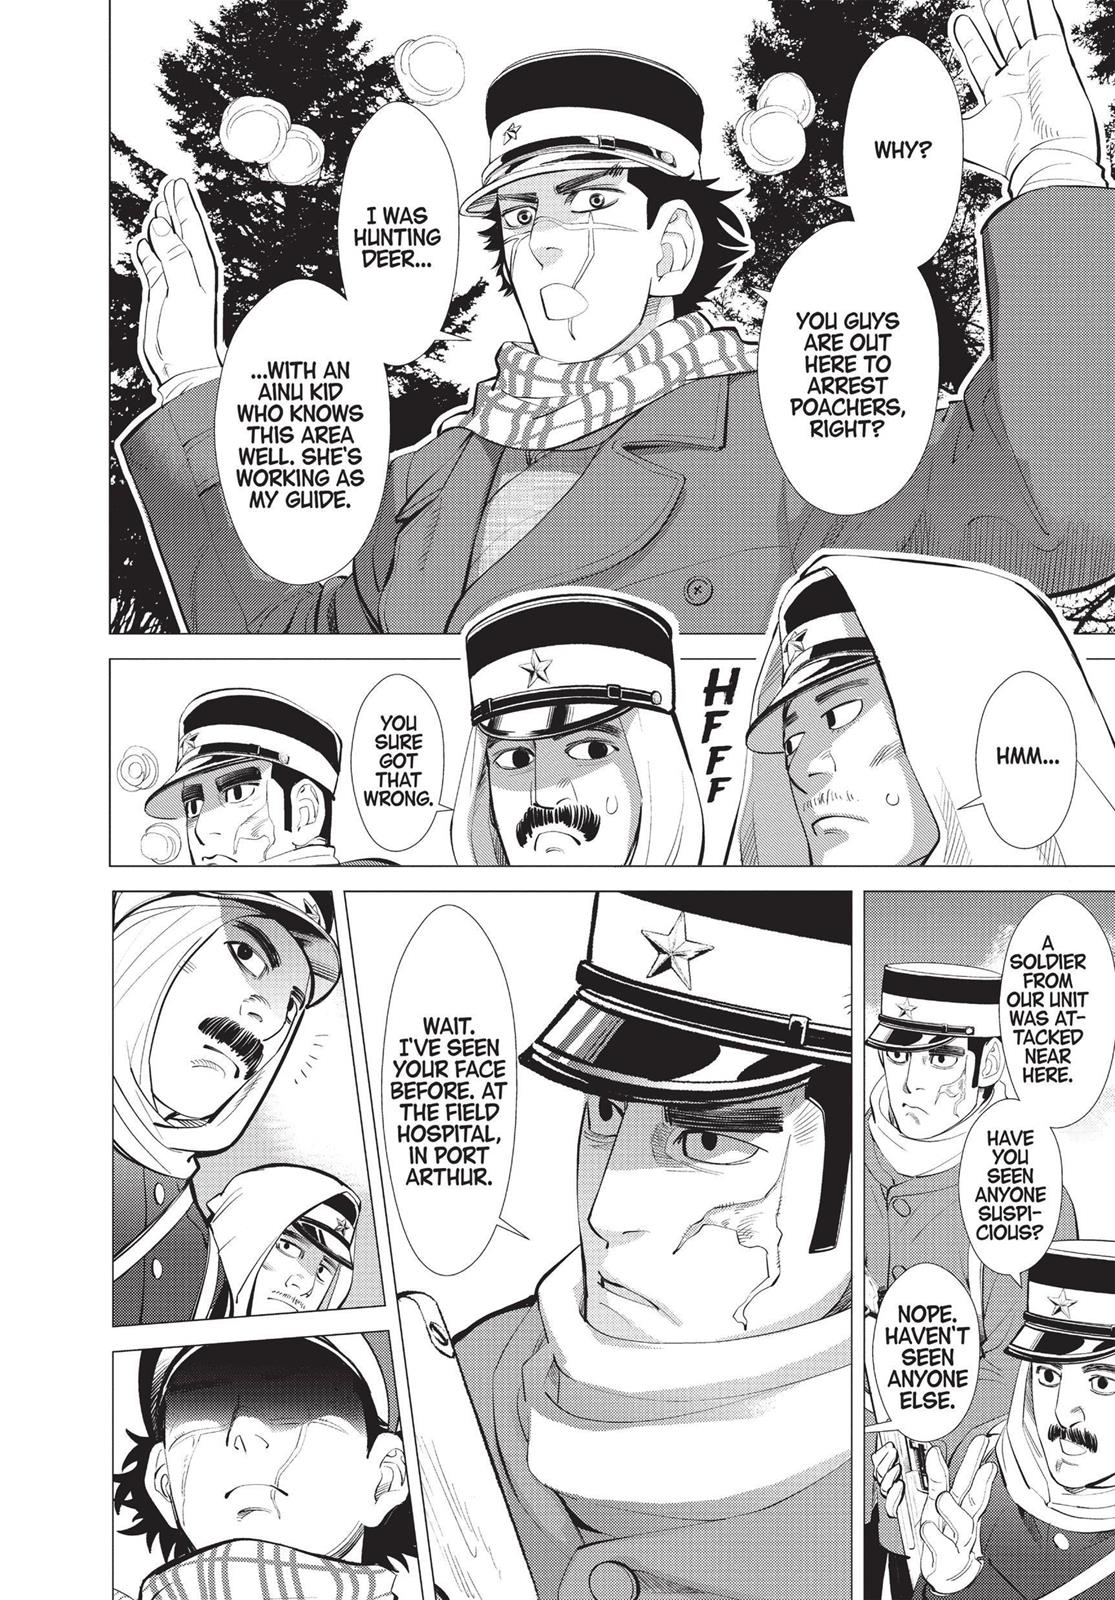 WHY?
YOU GUYS
ARE OUT
HERE TO
ARREST
POACHERS,
RIGHT?
I WAS
HUNTING
DEER...
...WITH AN
AINU KID
WHO KNOWS
THIS AREA
WELL. SHE'S
WORKING AS
MY GUIDE.
HMM...
HFFF
YOU
SURE
GOT
THAT
WRONG.
A
SOLDIER
FROM
OUR UNIT
WAS AT-
TACKED
NEAR
HERE.
HAVE
YOU
SEEN
ANYONE
SUSPI-
CIOUS?
NOPE.
HAVEN'T
SEEN
ANYONE
ELSE.
WAIT.
I'VE SEEN
YOUR FACE
BEFORE. AT
THE FIELD
HOSPITAL,
IN PORT
ARTHUR.